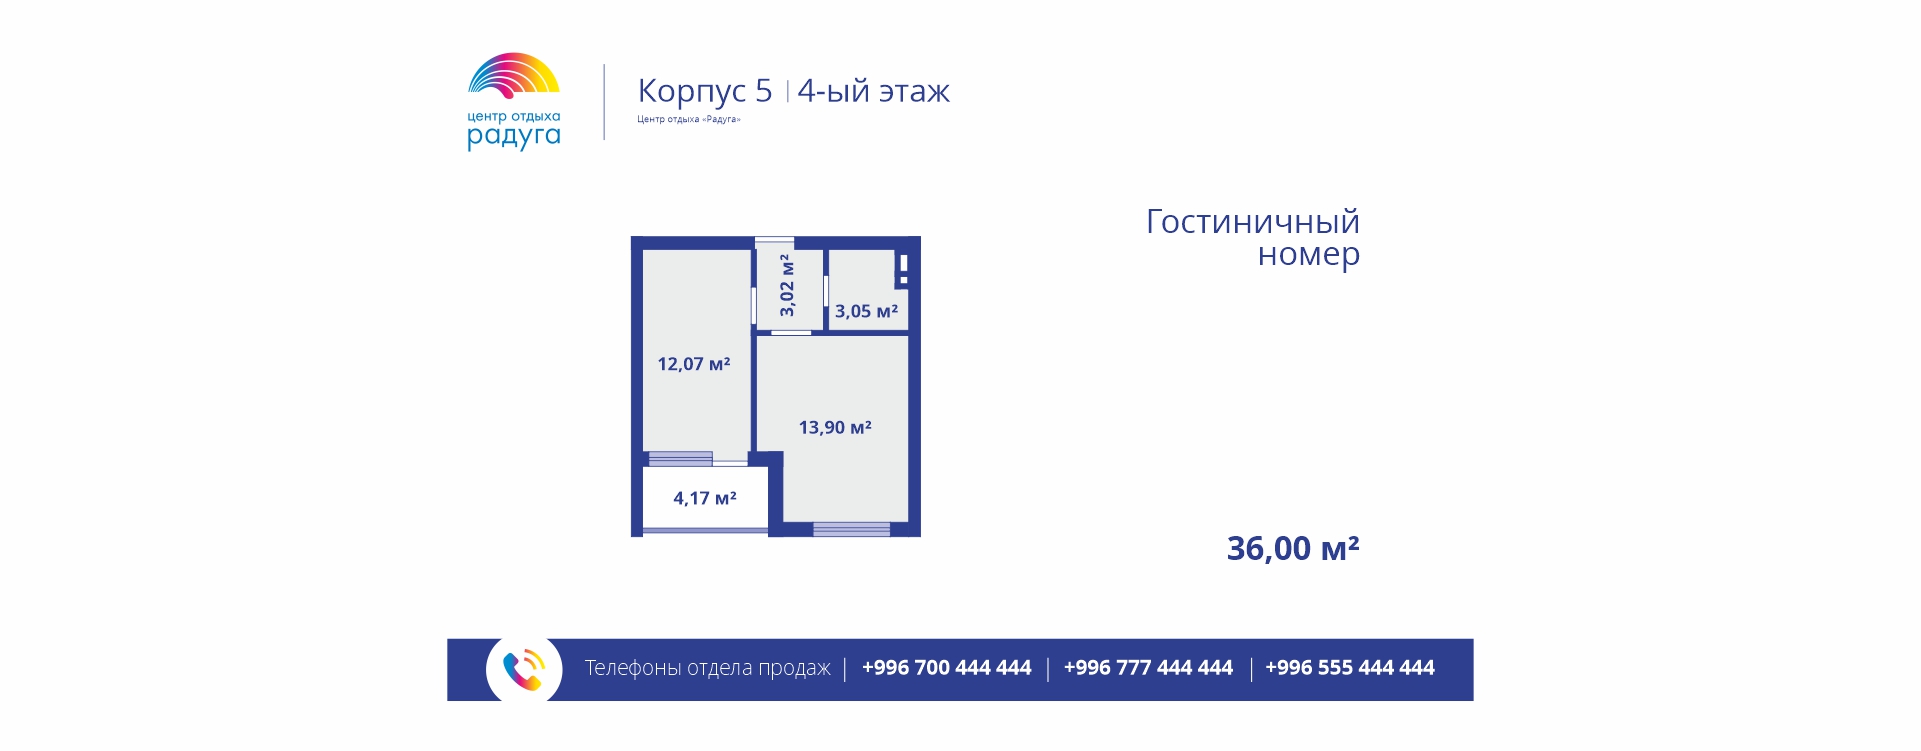 центр отдыха
радуга
Корпус 5 | 4-ый этаж
Центр отдыха «Радуга»
Гостиничный
номер
3,02 м²
3,05 м²
12,07 м²
13,90 м²
4,17 м²
36,00 м²
Телефоны отдела продаж | +996 700 444 444 | +996 777 444 444 | +996 555 444 444